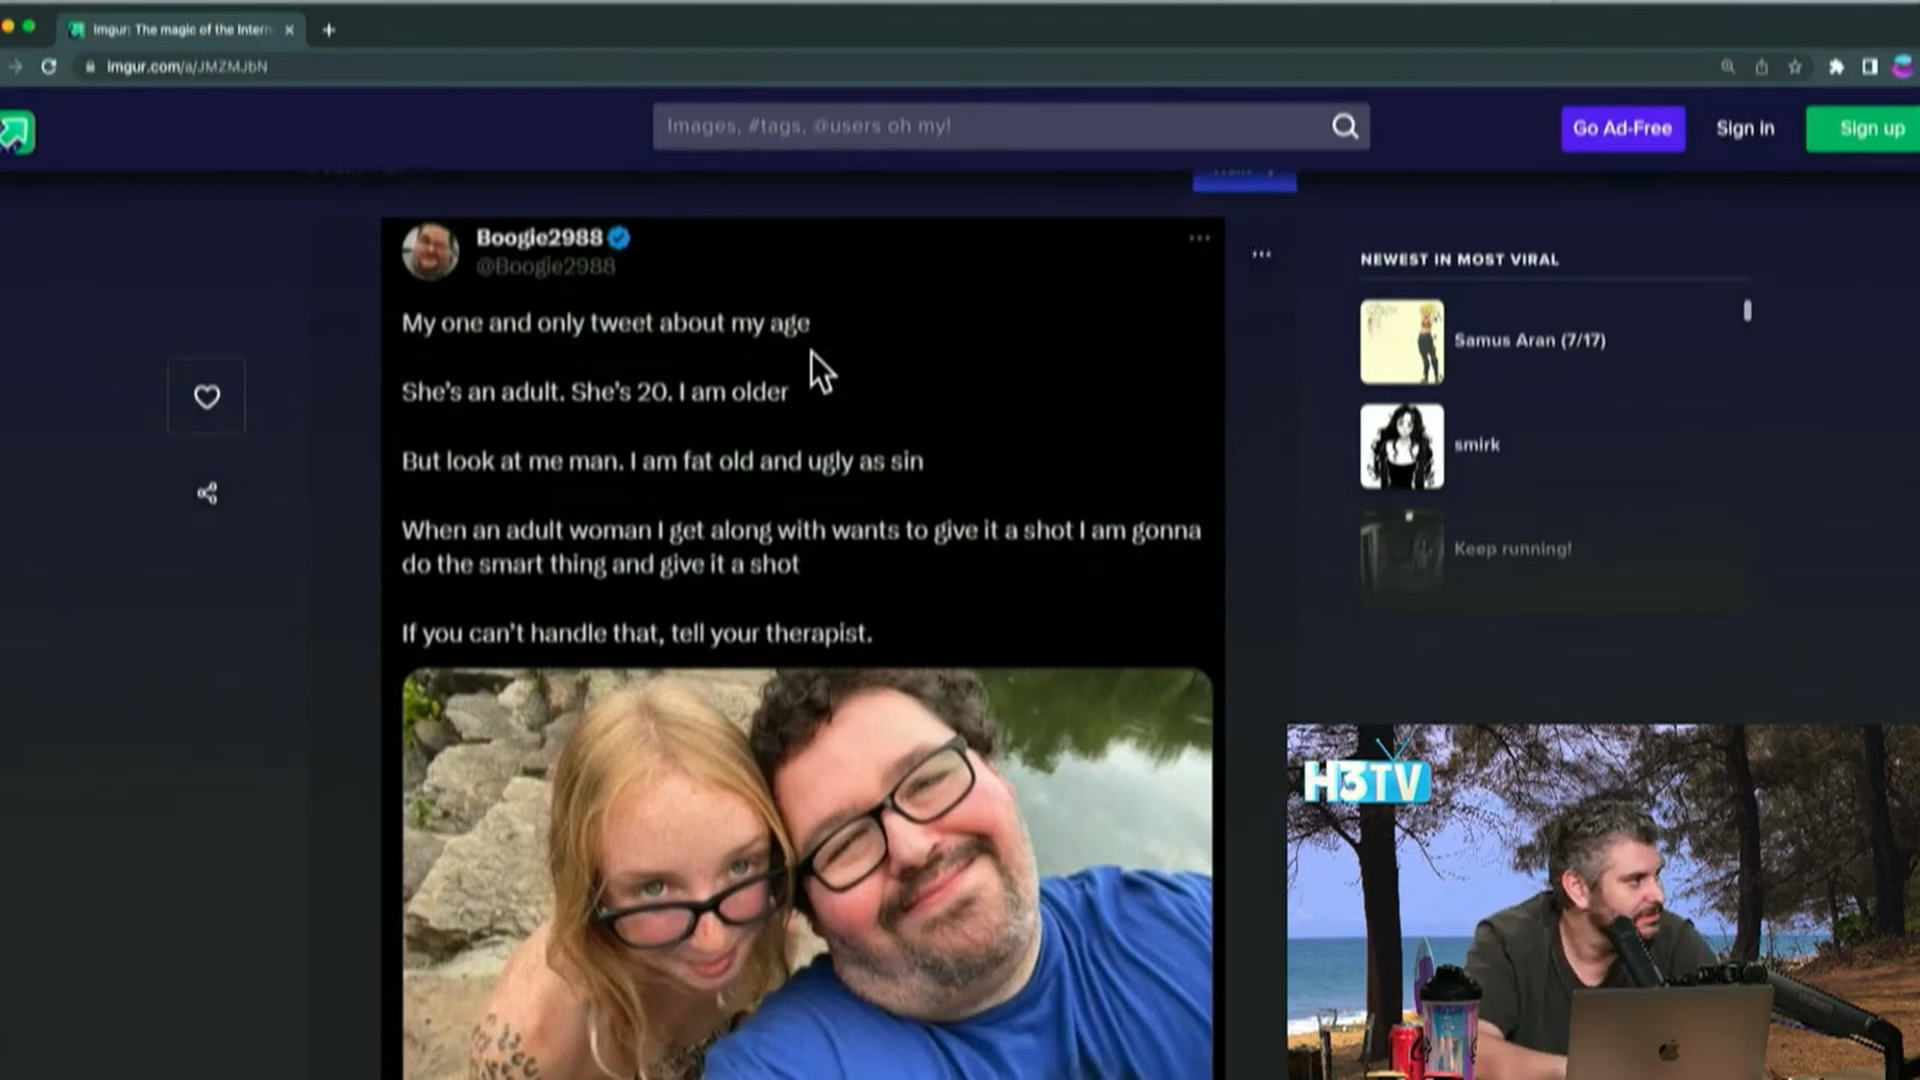 Imgur: The magic of the Intern
imgur.com/a/JMZMJbN
Images, #tags, @users oh my!
Go Ad-Free
Sign in
Sign up
Boogie2988
@Boogie2988
My one and only tweet about my age
She's an adult. She's 20. I am older
But look at me man. I am fat old and ugly as sin
When an adult woman I get along with wants to give it a shot I am gonna
do the smart thing and give it a shot
If you can't handle that, tell your therapist.
NEWEST IN MOST VIRAL
Samus Aran (7/17)
smirk
Keep running!
H3TV